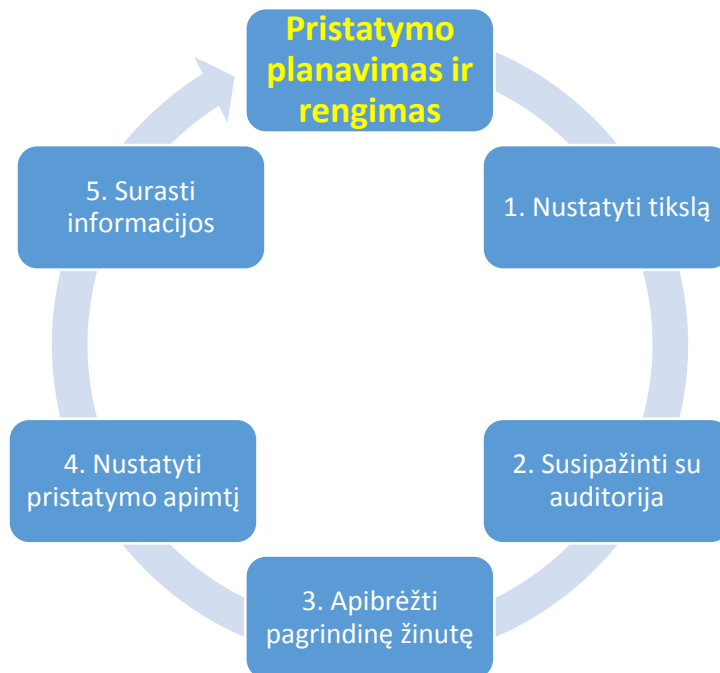 Pristatymo
planavimas ir
rengimas
1. Nustatyti tikslą
2. Susipažinti su
auditorija
3. Apibrėžti
pagrindinę žinutę
4. Nustatyti
pristatymo apimtį
5. Surasti
informacijos